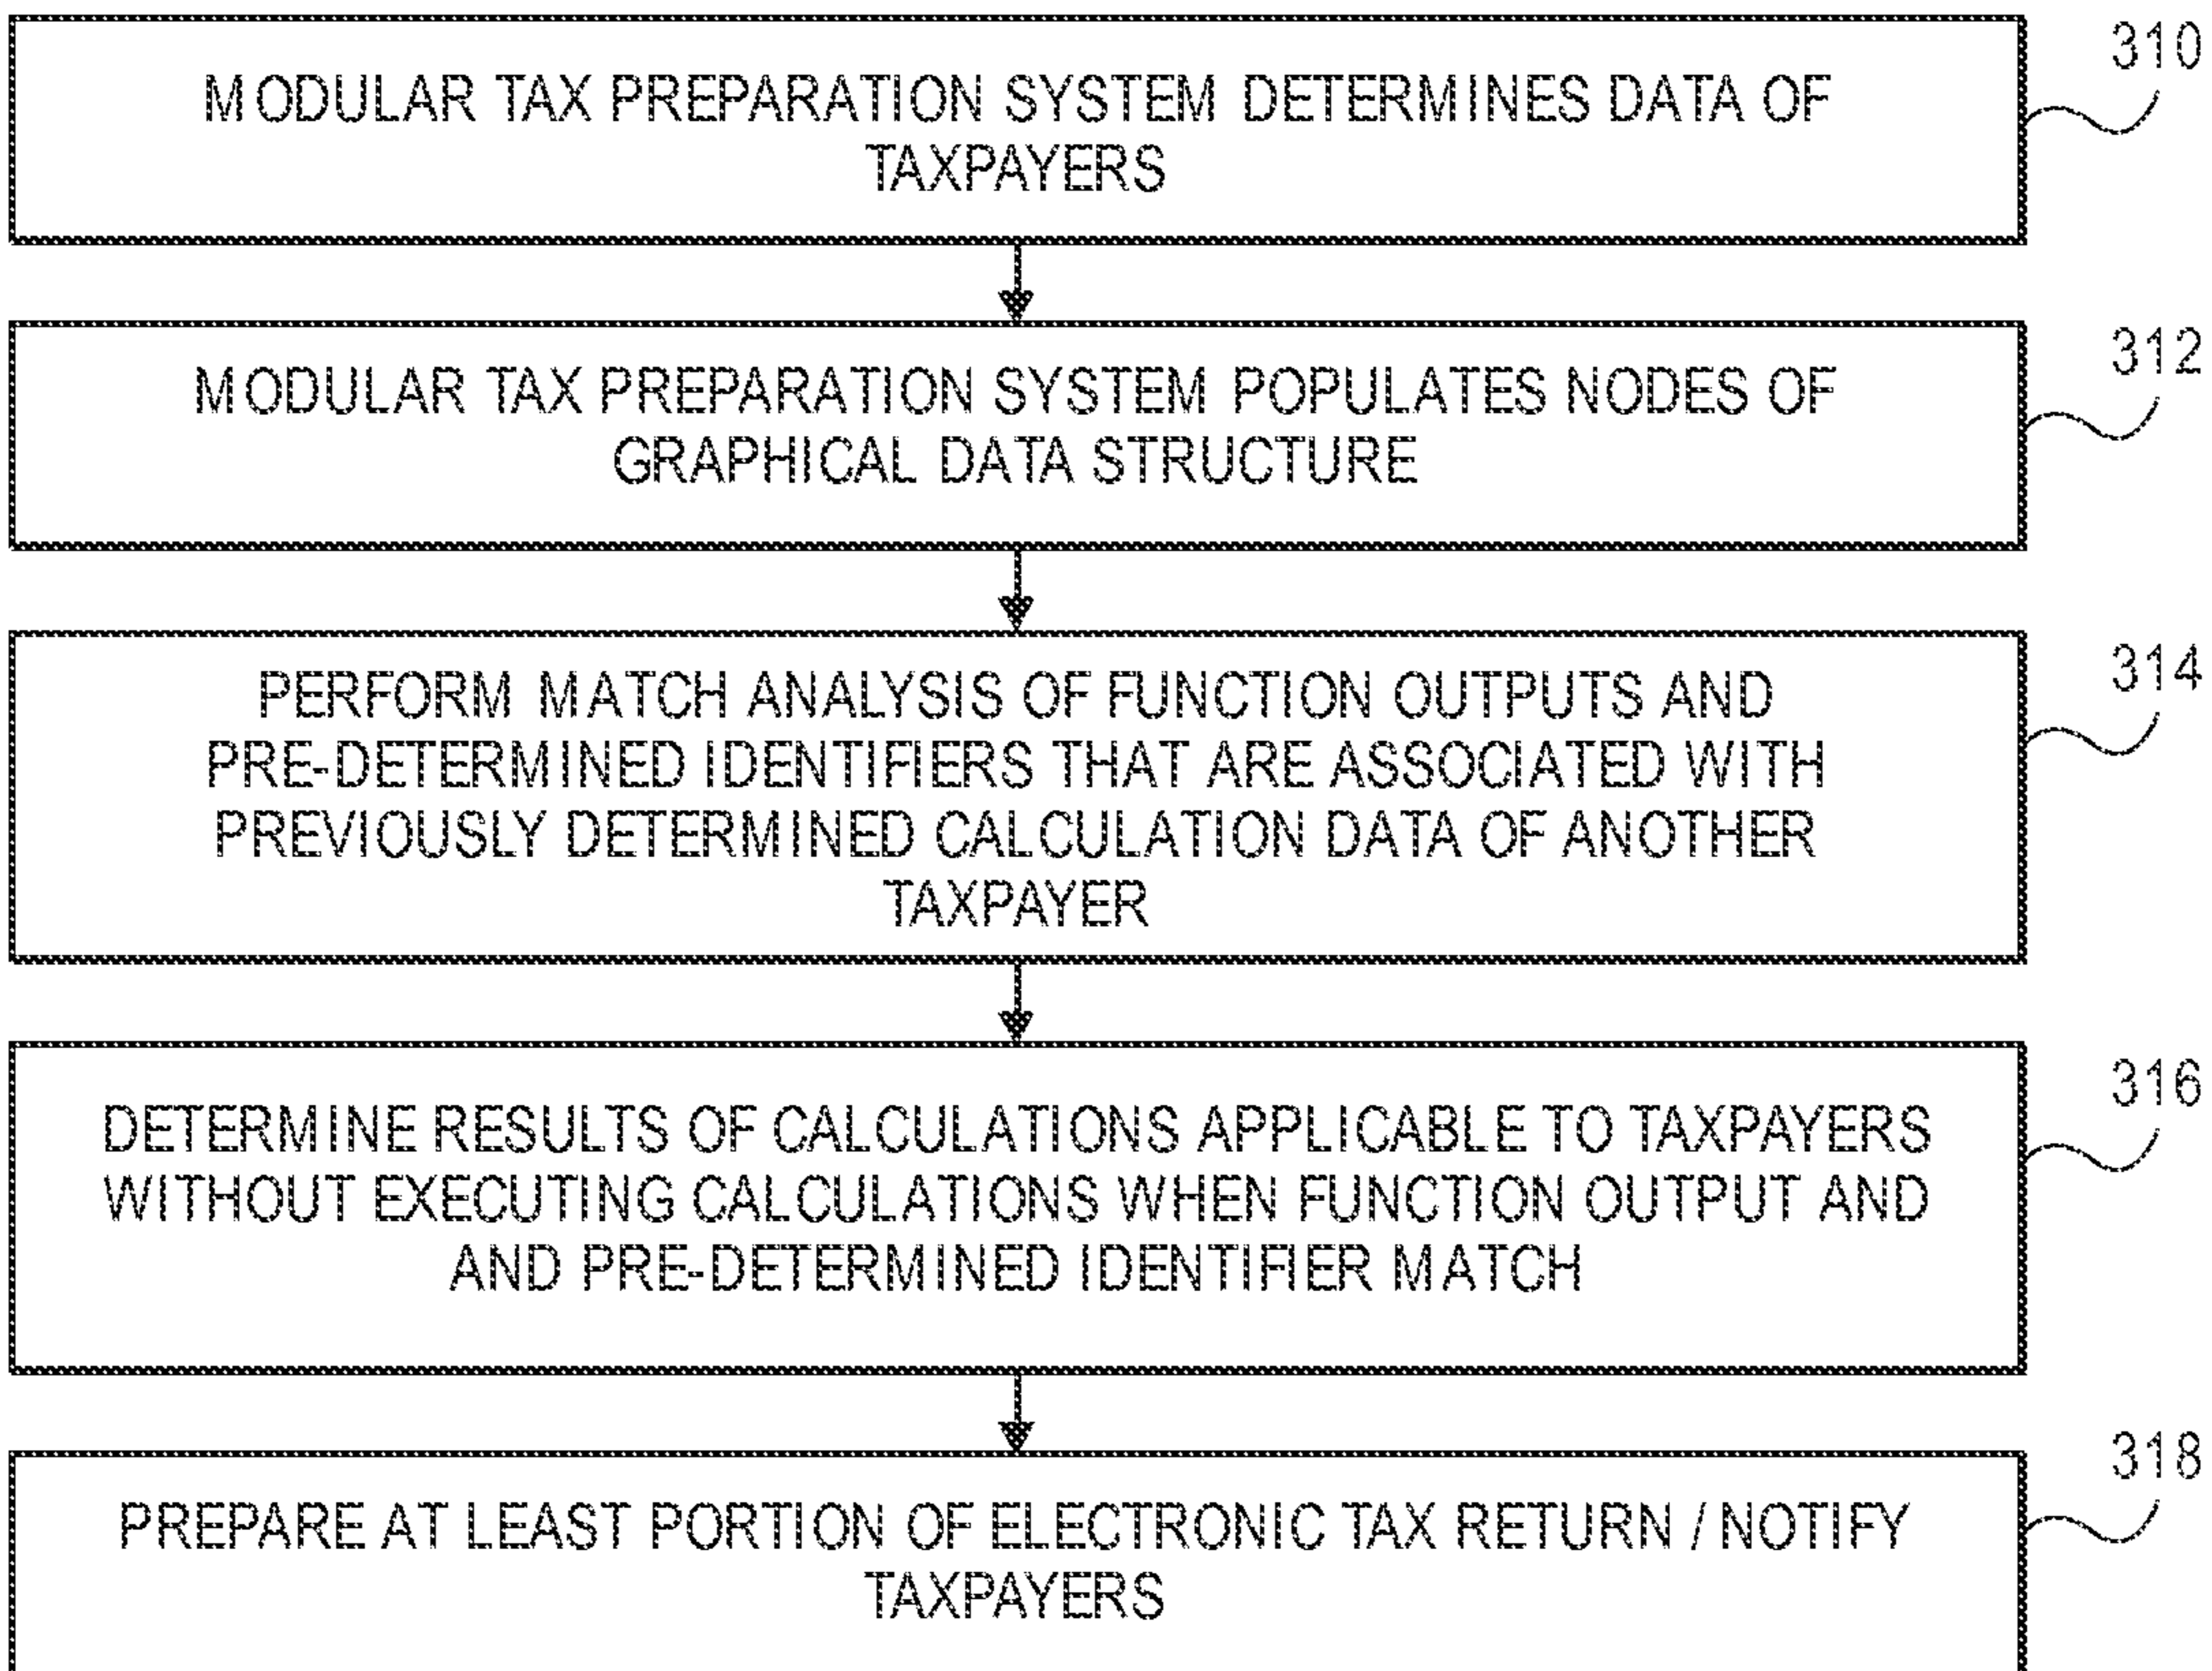 310
MODULAR TAX PREPARATION SYSTEM DETERMINES DATA OF
TAXPAYERS
312
MODULAR TAX PREPARATION SYSTEM POPULATES NODES OF
GRAPHICAL DATA STRUCTURE
314
PERFORM MATCH ANALYSIS OF FUNCTION OUTPUTS AND
PRE-DETERMINED IDENTIFIERS THAT ARE ASSOCIATED WITH
PREVIOUSLY DETERMINED CALCULATION DATA OF ANOTHER
TAXPAYER
316
DETERMINE RESULTS OF CALCULATIONS APPLICABLE TO TAXPAYERS
WITHOUT EXECUTING CALCULATIONS WHEN FUNCTION OUTPUT AND
AND PRE-DETERMINED IDENTIFIER MATCH
318
PREPARE AT LEAST PORTION OF ELECTRONIC TAX RETURN / NOTIFY
TAXPAYERS